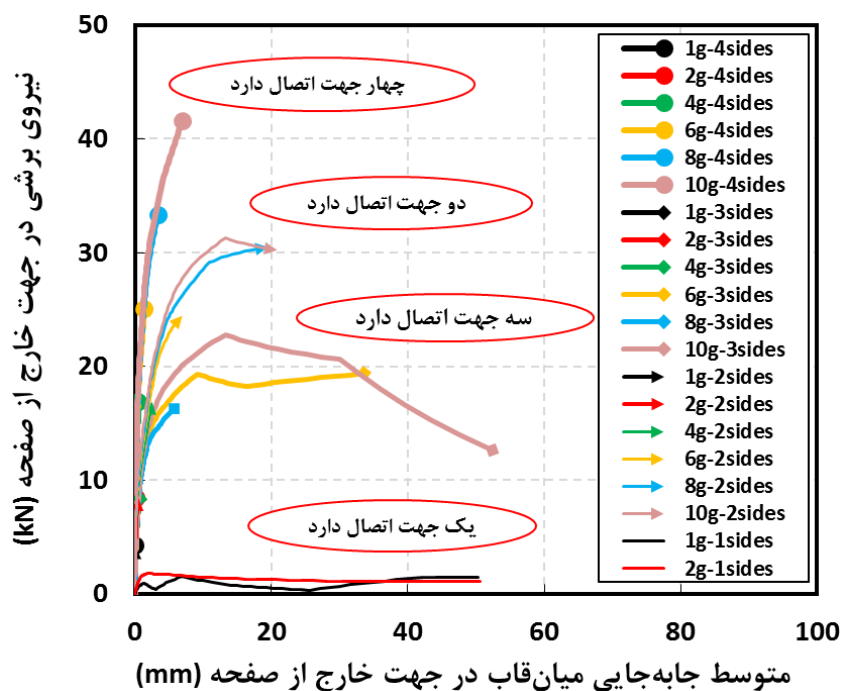 نیروی برشی در جهت خارج از صفحه (kN)
50
40
30
20
10
0
چهار جهت اتصال دارد
دو جهت اتصال دارد
سه جهت اتصال دارد
یک جهت اتصال دارد
1g-4sides
2g-4sides
4g-4sides
6g-4sides
8g-4sides
10g-4sides
1g-3sides
2g-3sides
4g-3sides
6g-3sides
8g-3sides
10g-3sides
1g-2sides
2g-2sides
4g-2sides
6g-2sides
8g-2sides
10g-2sides
1g-1sides
2g-1sides
0 20 40 60 80 100
متوسط جابه‌جایی میان‌قاب در جهت خارج از صفحه (mm)